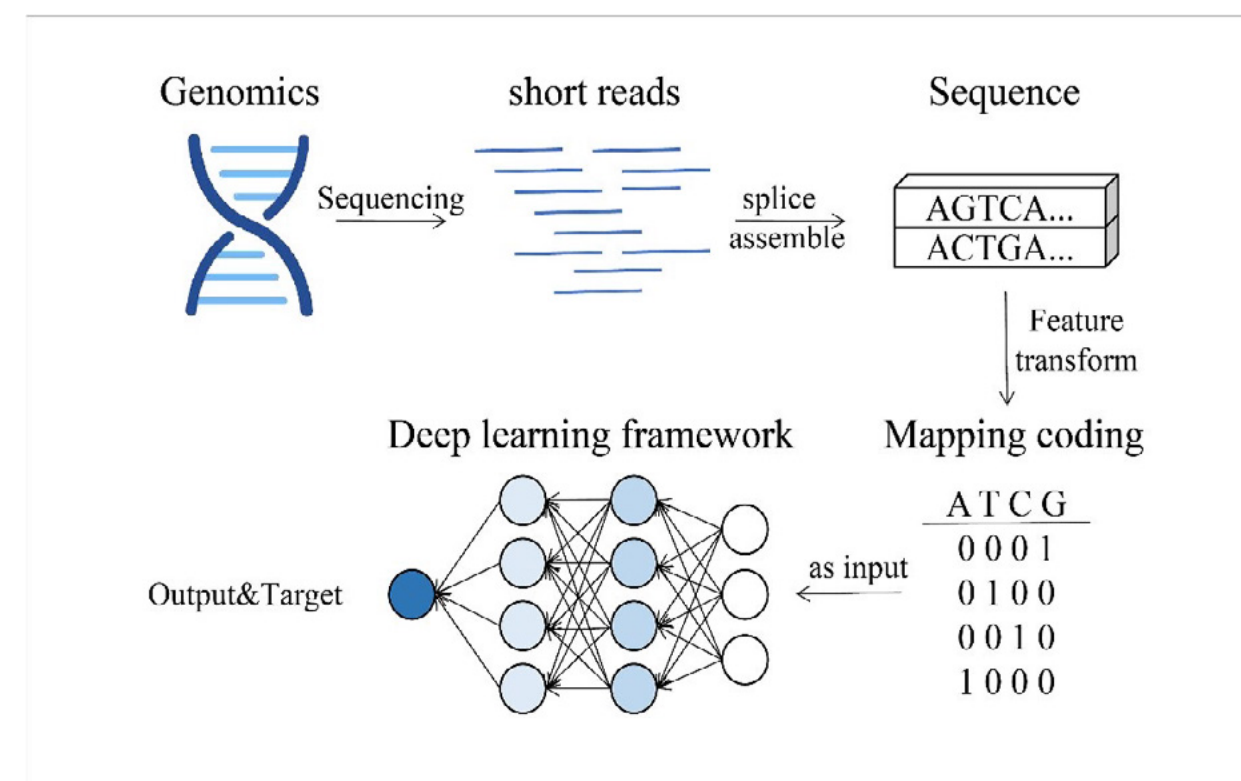 Genomics
short reads
Sequence
Sequencing
splice
assemble
AGTCA...
ACTGA...
Feature
transform
Deep learning framework
Mapping coding
A T C G
0 0 0 1
0 1 0 0
0 0 1 0
1 0 0 0
as input
Output&Target